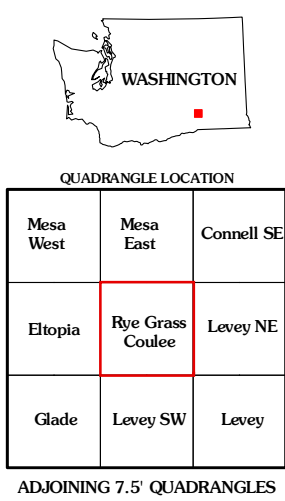 WASHINGTON
QUADRANGLE LOCATION
Mesa
West
Mesa
East
Connell SE
Eltopia
Rye Grass
Coulee
Levey NE
Glade
Levey SW
Levey
ADJOINING 7.5' QUADRANGLES